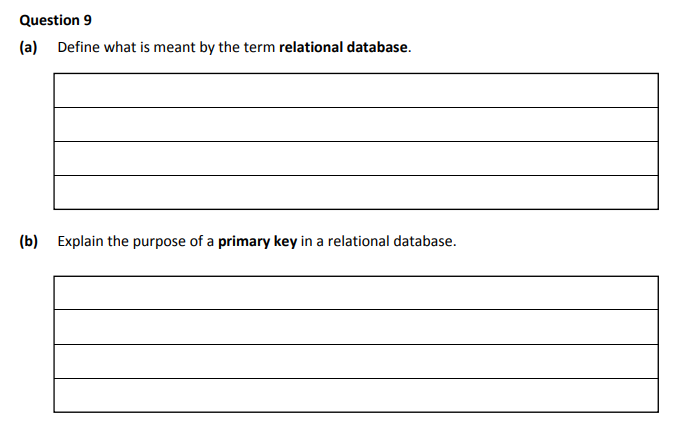 Question 9
(a) Define what is meant by the term relational database.
(b) Explain the purpose of a primary key in a relational database.